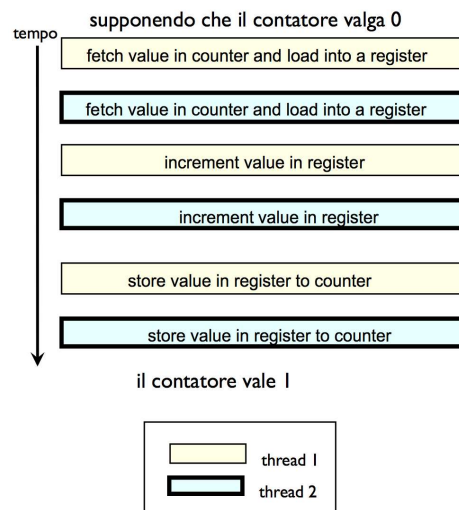 supponendo che il contatore valga 0
tempo
fetch value in counter and load into a register
fetch value in counter and load into a register
increment value in register
increment value in register
store value in register to counter
store value in register to counter
il contatore vale 1
thread 1
thread 2